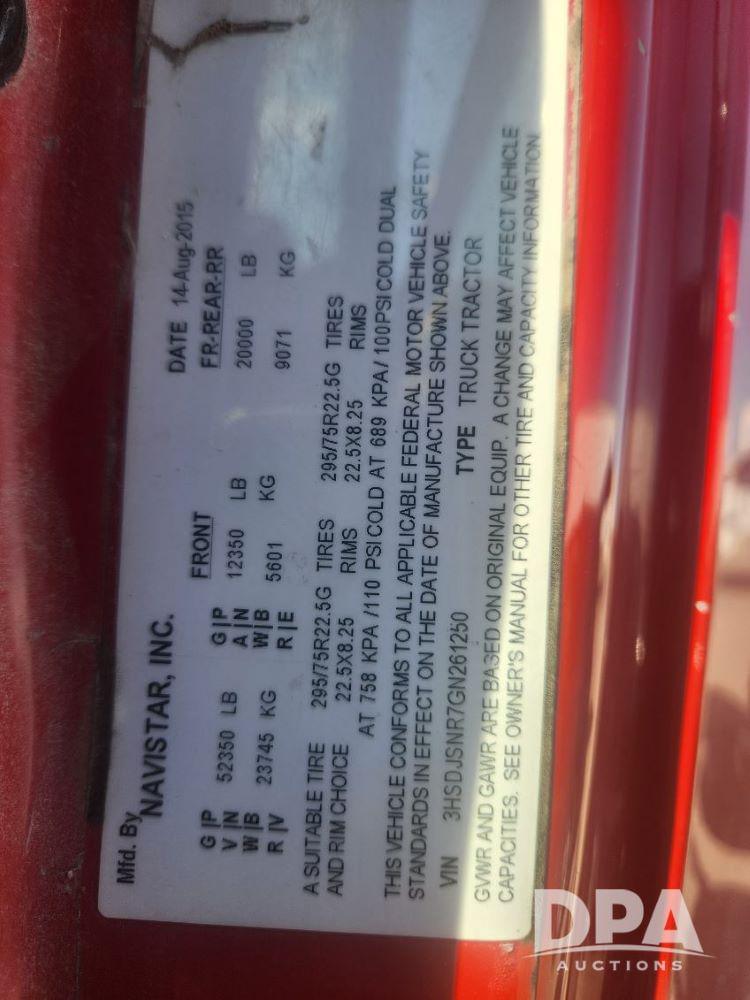 Mfd. By
NAVISTAR, INC.
DATE 14-Aug-2015
FRONT FR-REAR-RR
G|P G|P
V|N 52350 LB A|N 12350 LB 20000 LB
W|B W|B
R|V 23745 KG R|E 5601 KG 9071 KG
A SUITABLE TIRE 295/75R22.5G TIRES 295/75R22.5G TIRES
AND RIM CHOICE 22.5X8.25 RIMS 22.5X8.25 RIMS
AT 758 KPA /110 PSI COLD AT 689 KPA/ 100PSI COLD DUAL
THIS VEHICLE CONFORMS TO ALL APPLICABLE FEDERAL MOTOR VEHICLE SAFETY
STANDARDS IN EFFECT ON THE DATE OF MANUFACTURE SHOWN ABOVE.
VIN 3HSDJSNR7GN261250 TYPE TRUCK TRACTOR
GVWR AND GAWR ARE BASED ON ORIGINAL EQUIP. A CHANGE MAY AFFECT VEHICLE
CAPACITIES. SEE OWNER'S MANUAL FOR OTHER TIRE AND CAPACITY INFORMATION
DPA
AUCTIONS